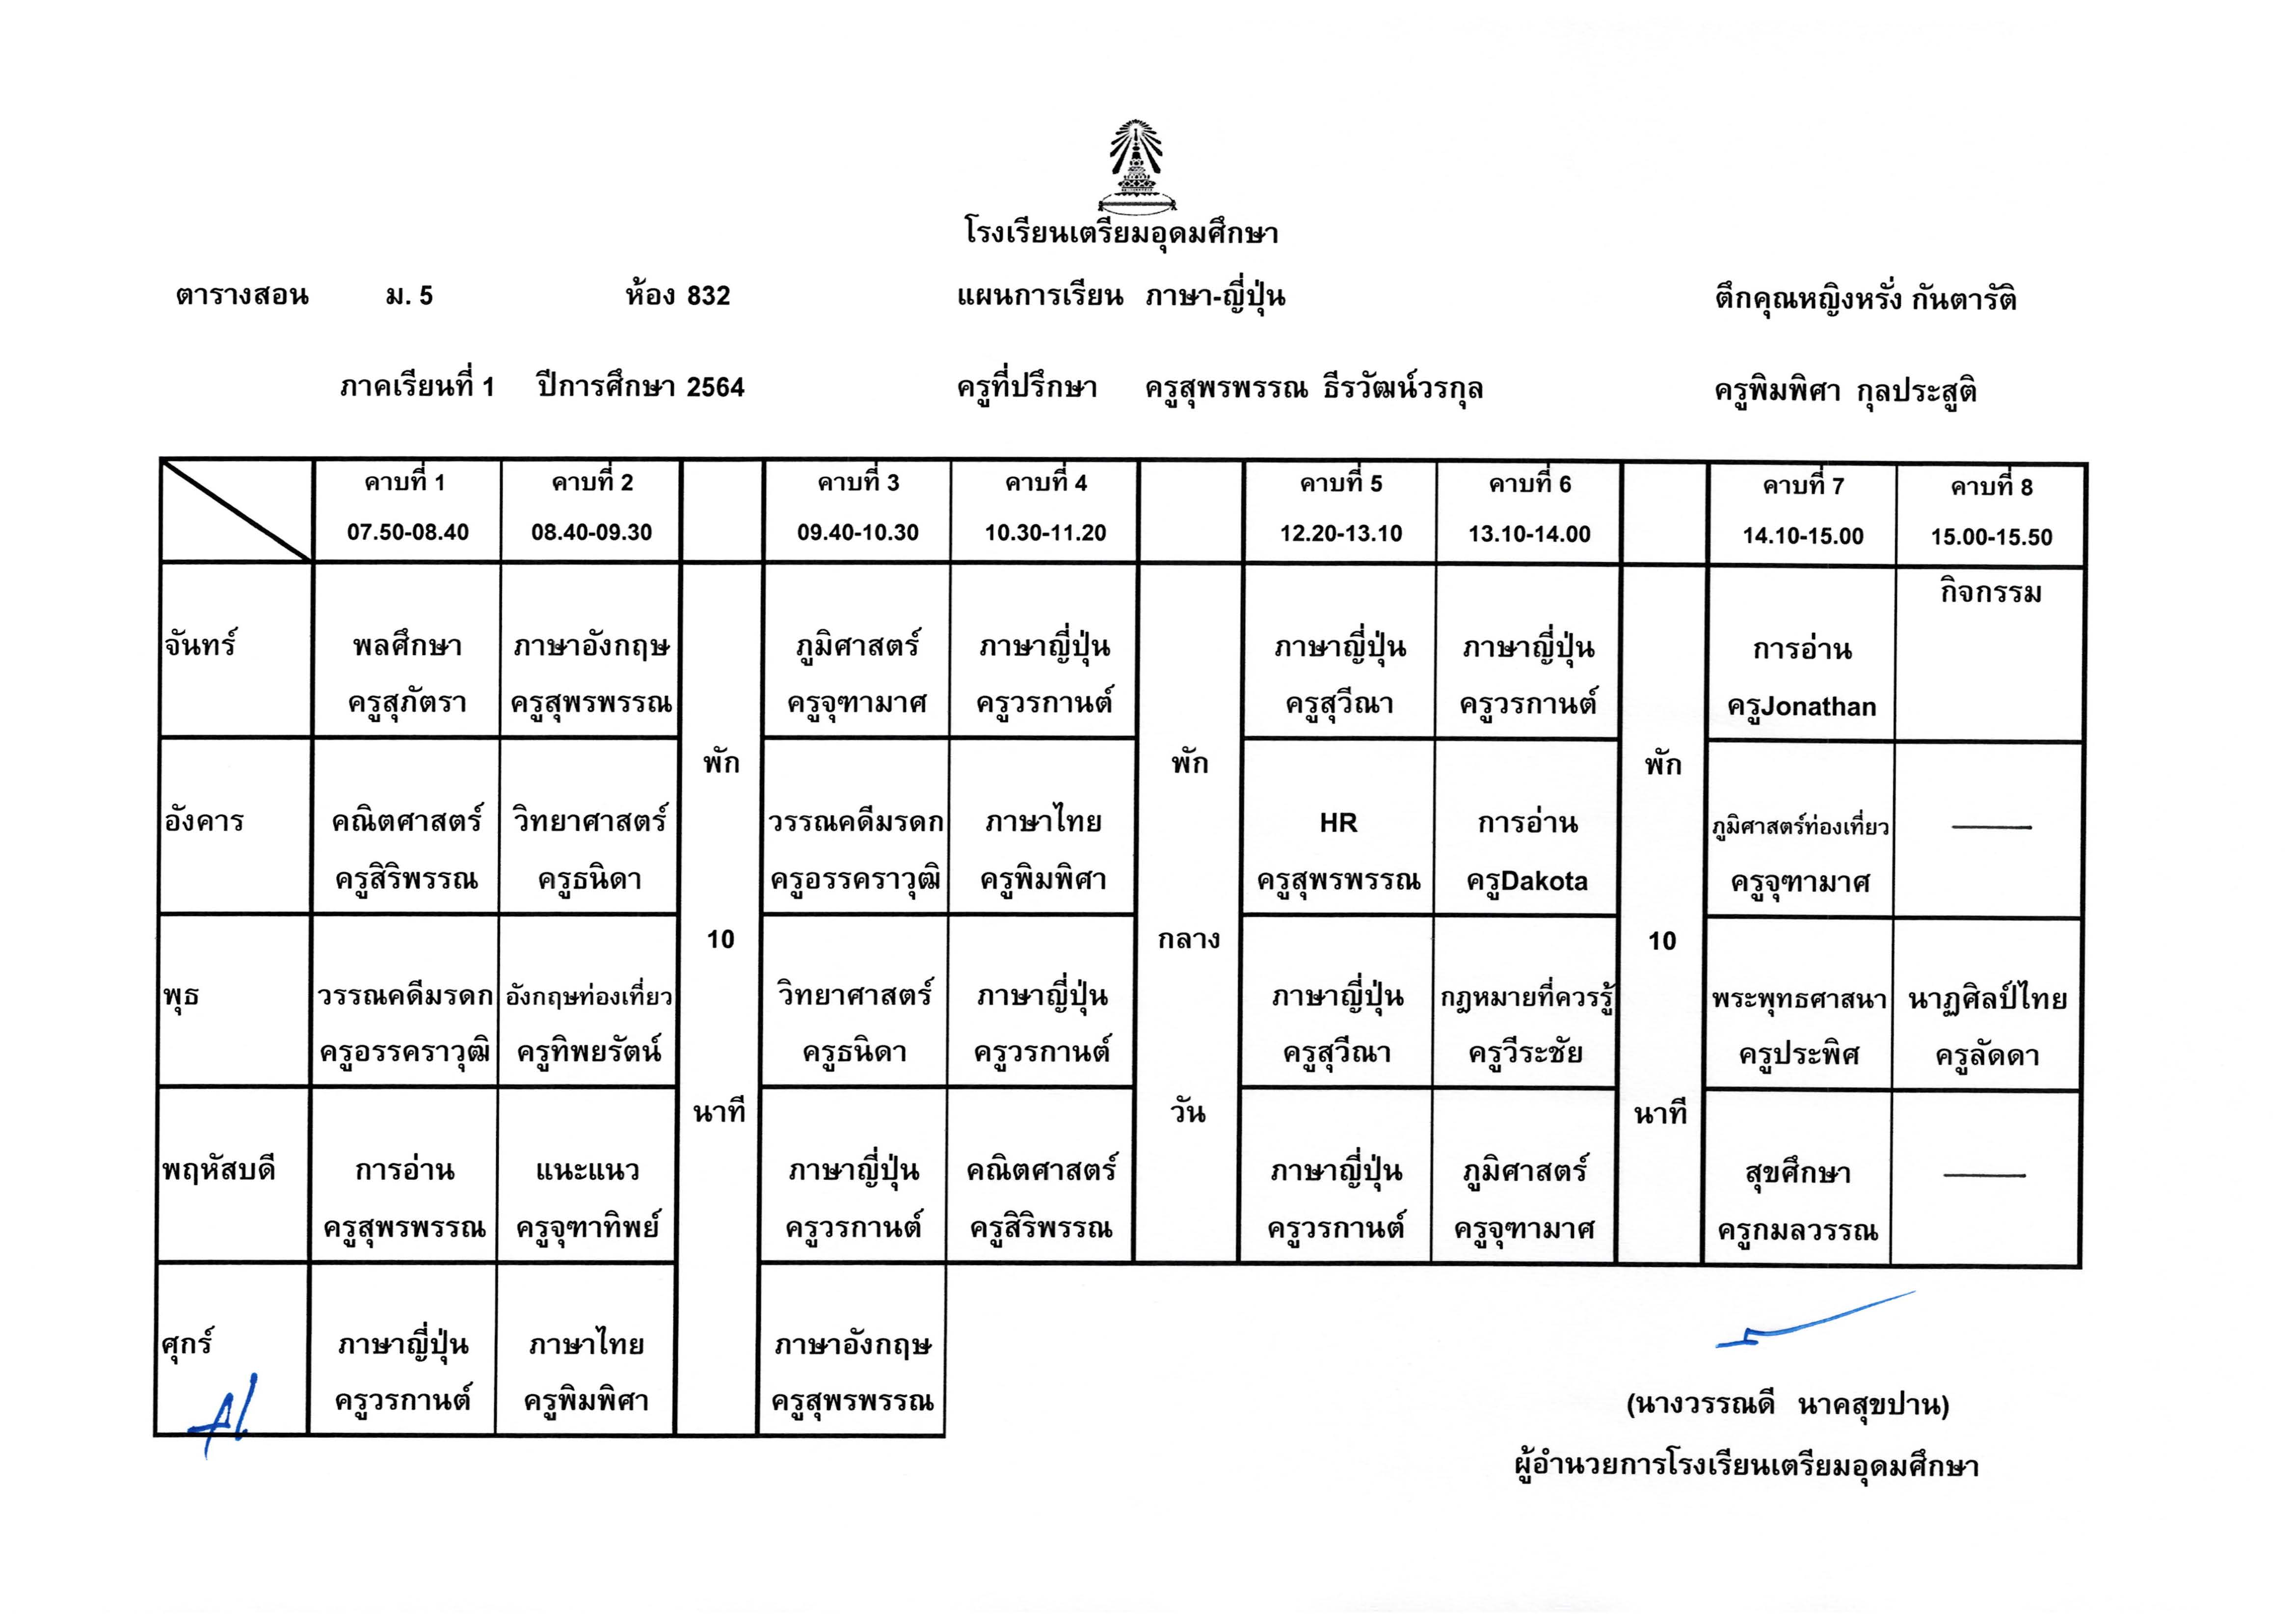 โรงเรียนเตรียมอุดมศึกษา
ตารางสอน ม. 5 ห้อง 832 แผนการเรียน ภาษา-ญี่ปุ่น ตึกคุณหญิงหรั่ง กันตารัติ
ภาคเรียนที่ 1 ปีการศึกษา 2564 ครูที่ปรึกษา ครูสุพรพรรณ ธีรวัฒน์วรกุล ครูพิมพิศา กุลประสูติ
คาบที่ 1 คาบที่ 2 คาบที่ 3 คาบที่ 4 คาบที่ 5 คาบที่ 6 คาบที่ 7 คาบที่ 8
07.50-08.40 08.40-09.30 09.40-10.30 10.30-11.20 12.20-13.10 13.10-14.00 14.10-15.00 15.00-15.50
กิจกรรม
จันทร์ พลศึกษา ภาษาอังกฤษ ภูมิศาสตร์ ภาษาญี่ปุ่น ภาษาญี่ปุ่น ภาษาญี่ปุ่น การอ่าน
ครูสุภัตรา ครูสุพรพรรณ ครูจุฑามาศ ครูวรกานต์ ครูสุวีณา ครูวรกานต์ ครูJonathan
พัก พัก พัก
อังคาร คณิตศาสตร์ วิทยาศาสตร์ วรรณคดีมรดก ภาษาไทย HR การอ่าน ภูมิศาสตร์ท่องเที่ยว
ครูสิริพรรณ ครูธนิดา ครูอรรคราวุฒิ ครูพิมพิศา ครูสุพรพรรณ ครูDakota ครูจุฑามาศ
10 กลาง 10
พุธ วรรณคดีมรดก อังกฤษท่องเที่ยว วิทยาศาสตร์ ภาษาญี่ปุ่น ภาษาญี่ปุ่น กฎหมายที่ควรรู้ พระพุทธศาสนา นาฏศิลป์ไทย
ครูอรรคราวุฒิ ครูทิพยรัตน์ ครูธนิดา ครูวรกานต์ ครูสุวีณา ครูวีระชัย ครูประพิศ ครูลัดดา
นาที วัน นาที
พฤหัสบดี การอ่าน แนะแนว ภาษาญี่ปุ่น คณิตศาสตร์ ภาษาญี่ปุ่น ภูมิศาสตร์ สุขศึกษา
ครูสุพรพรรณ ครูจุฑาทิพย์ ครูวรกานต์ ครูสิริพรรณ ครูวรกานต์ ครูจุฑามาศ ครูกมลวรรณ
ศุกร์ ภาษาญี่ปุ่น ภาษาไทย ภาษาอังกฤษ
ครูวรกานต์ ครูพิมพิศา ครูสุพรพรรณ
(นางวรรณดี นาคสุขปาน)
ผู้อำนวยการโรงเรียนเตรียมอุดมศึกษา